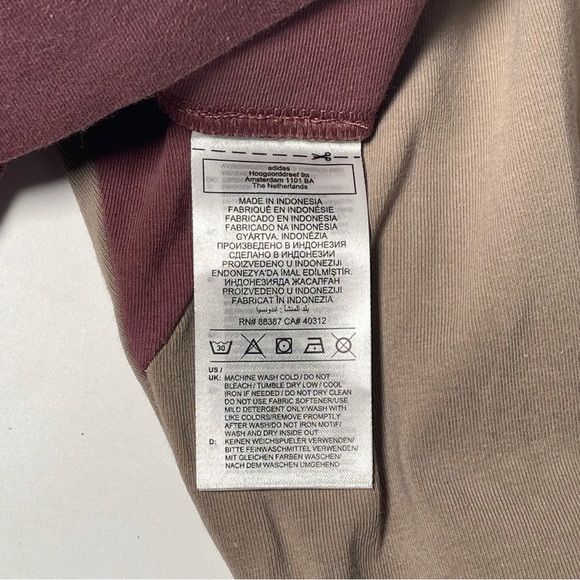 adidas
Hoogoorddreef 9a
Amsterdam 1101 BA
The Netherlands
MADE IN INDONESIA
FABRIQUÉ EN INDONÉSIE
FABRICADO EN INDONESIA
FABRICADO NA INDONÉSIA
GYÁRTVA. INDONÉZIA
ПРОИЗВЕДЕНО В ИНДОНЕЗИЯ
СДЕЛАНО В ИНДОНЕЗИИ
PROIZVEDENO U INDONEZIJI
ENDONEZYA'DA İMAL EDİLMİŞTİR.
ИНДОНЕЗИЯДА ЖАСАЛҒАН
PROIZVEDENO U INDONEZIJI
FABRICAT ÎN INDONEZIA
بلد المنشأ: أندونيسيا
RN# 88387 CA# 40312
30
US /
UK: MACHINE WASH COLD / DO NOT
BLEACH / TUMBLE DRY LOW / COOL
IRON IF NEEDED / DO NOT DRY CLEAN
DO NOT USE FABRIC SOFTENER/USE
MILD DETERGENT ONLY/WASH WITH
LIKE COLORS/REMOVE PROMPTLY
AFTER WASH/DO NOT IRON MOTIF/
WASH AND DRY INSIDE OUT
D: KEINEN WEICHSPUELER VERWENDEN/
BITTE FEINWASCHMITTEL VERWENDEN/
MIT GLEICHEN FARBEN WASCHEN/
NACH DEM WASCHEN UMGEHEND